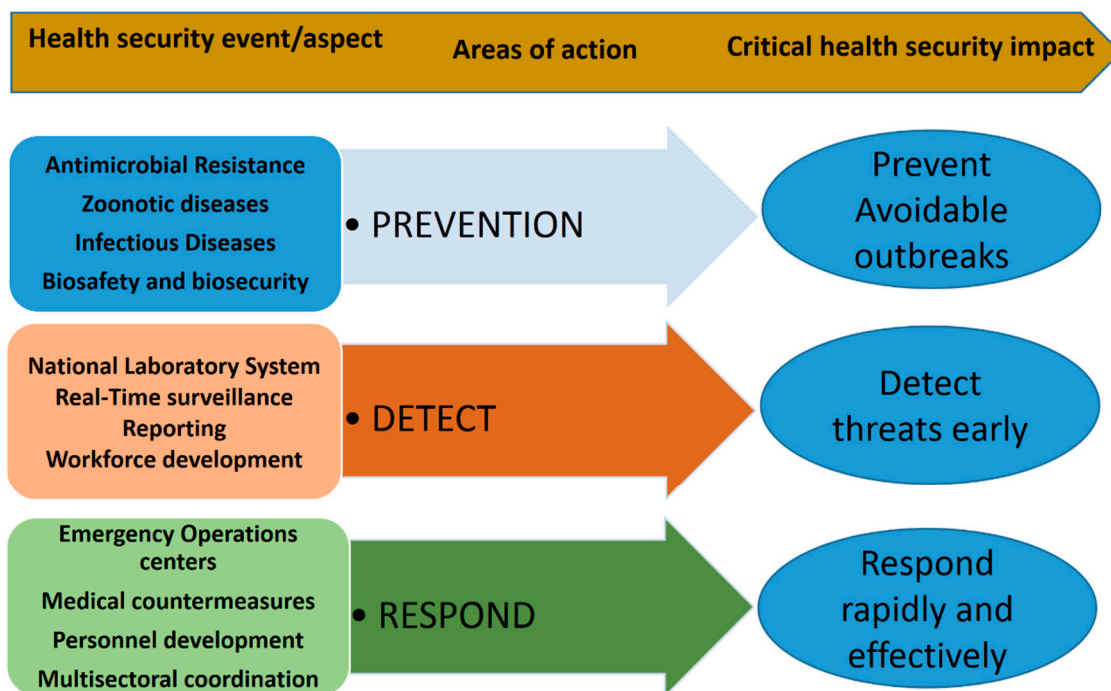 Health security event/aspect
Areas of action
Critical health security impact
Antimicrobial Resistance
Zoonotic diseases
Infectious Diseases
Biosafety and biosecurity
• PREVENTION
Prevent
Avoidable
outbreaks
National Laboratory System
Real-Time surveillance
Reporting
Workforce development
• DETECT
Detect
threats early
Emergency Operations
centers
Medical countermeasures
Personnel development
Multisectoral coordination
• RESPOND
Respond
rapidly and
effectively